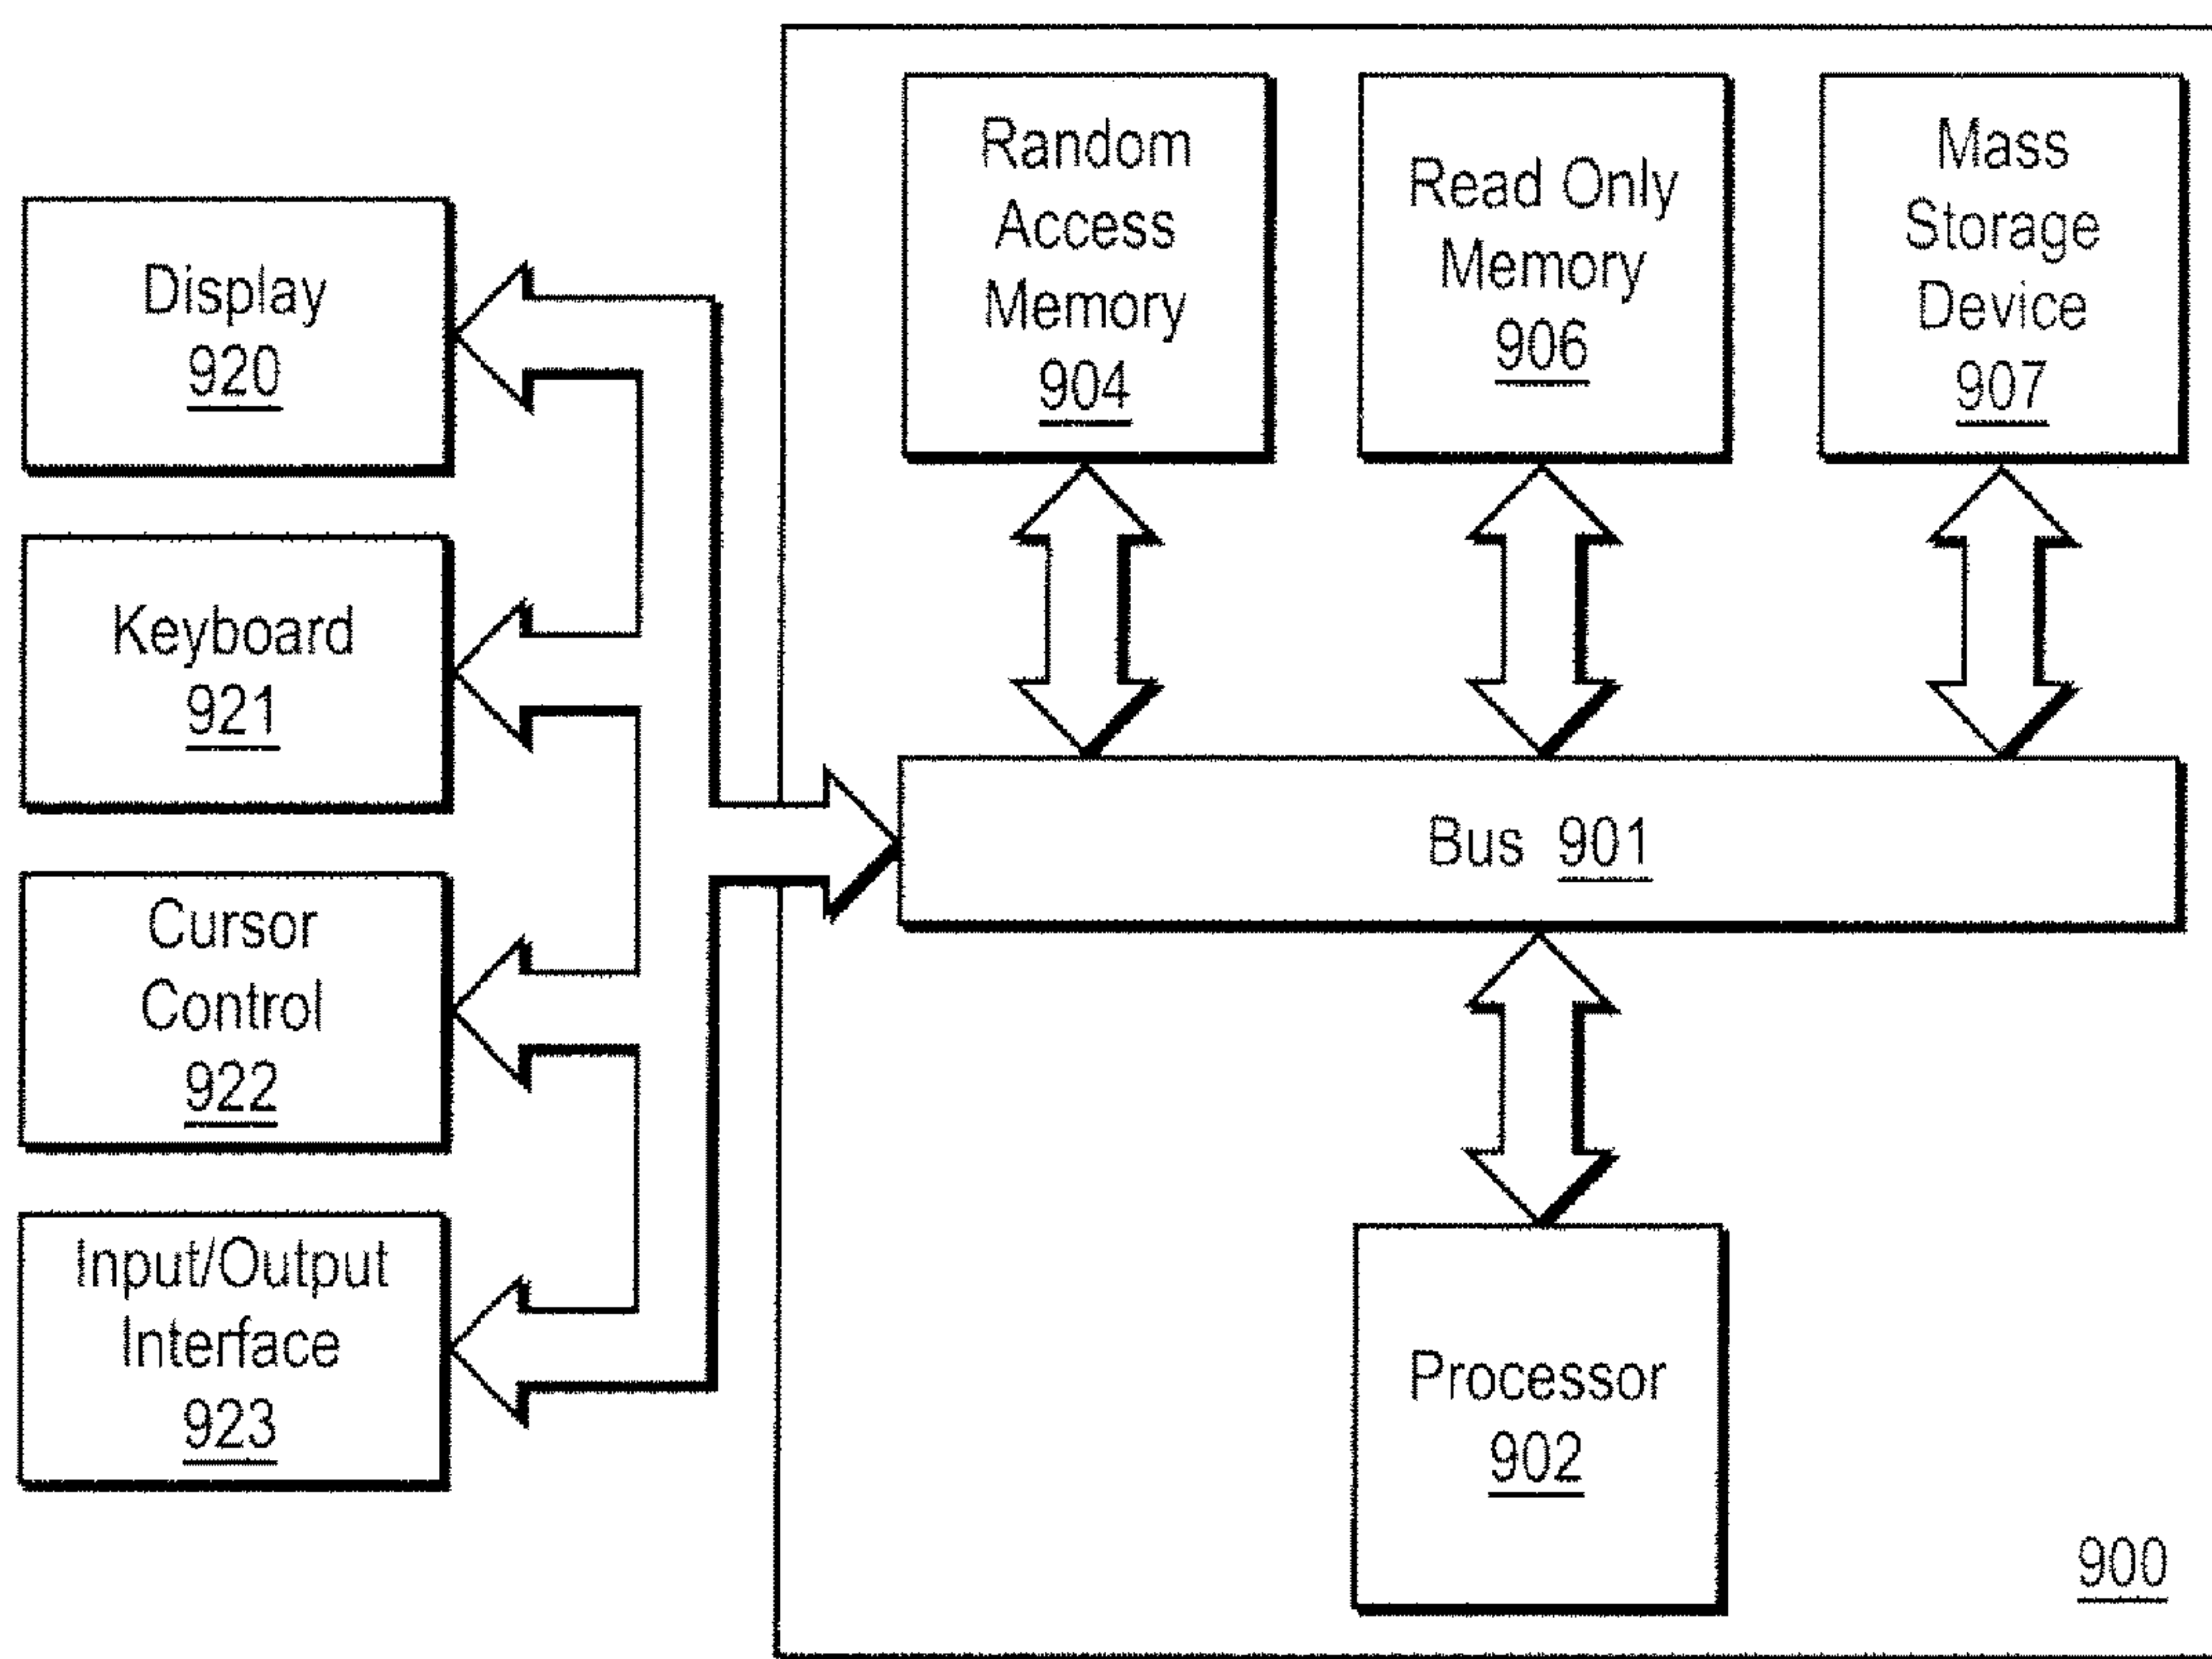 Display
920
Keyboard
921
Cursor
Control
922
Input/Output
Interface
923
Random
Access
Memory
904
Read Only
Memory
906
Mass
Storage
Device
907
Bus 901
Processor
902
900